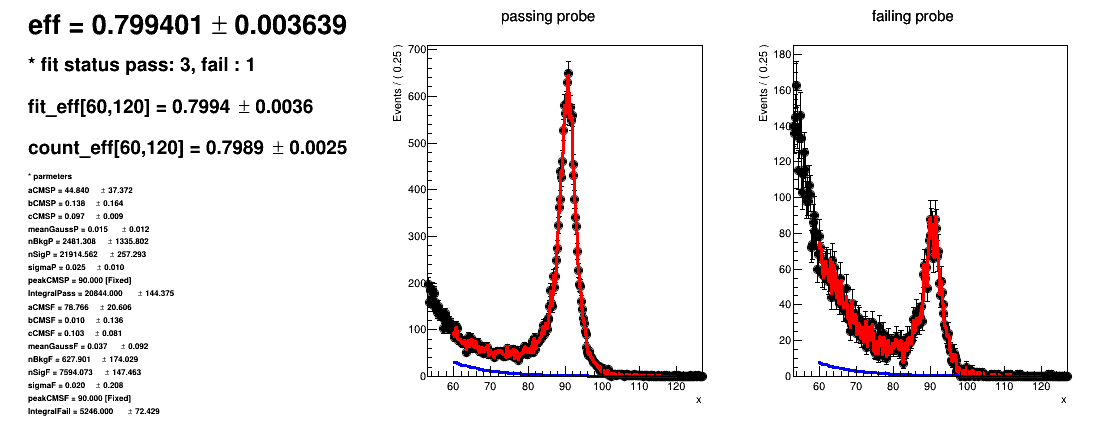 eff = 0.799401 ± 0.003639
* fit status pass: 3, fail : 1
fit_eff[60,120] = 0.7994 ± 0.0036
count_eff[60,120] = 0.7989 ± 0.0025
* parmeters
aCMSP = 44.840 ± 37.372
bCMSP = 0.138 ± 0.164
cCMSP = 0.097 ± 0.009
meanGaussP = 0.015 ± 0.012
nBkgP = 2481.308 ± 1335.802
nSigP = 21914.562 ± 257.293
sigmaP = 0.025 ± 0.010
peakCMSP = 90.000 [Fixed]
IntegralPass = 20844.000 ± 144.375
aCMSF = 78.766 ± 20.606
bCMSF = 0.010 ± 0.136
cCMSF = 0.103 ± 0.081
meanGaussF = 0.037 ± 0.092
nBkgF = 627.901 ± 174.029
nSigF = 7594.073 ± 147.463
sigmaF = 0.020 ± 0.208
peakCMSF = 90.000 [Fixed]
IntegralFail = 5246.000 ± 72.429
passing probe
Events / ( 0.25 )
700
600
500
400
300
200
100
0
60 70 80 90 100 110 120
x
failing probe
Events / ( 0.25 )
180
160
140
120
100
80
60
40
20
0
60 70 80 90 100 110 120
x